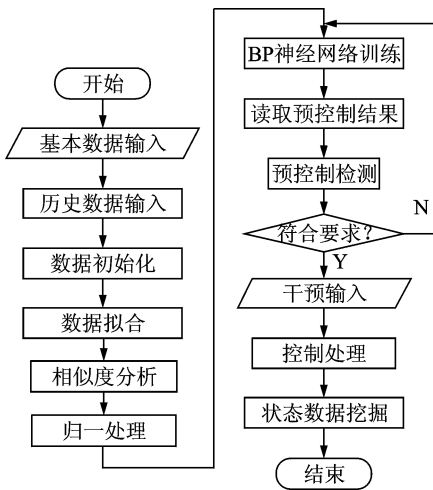 开始
基本数据输入
历史数据输入
数据初始化
数据拟合
相似度分析
归一处理
BP神经网络训练
读取预控制结果
预控制检测
符合要求?
N
Y
干预输入
控制处理
状态数据挖掘
结束